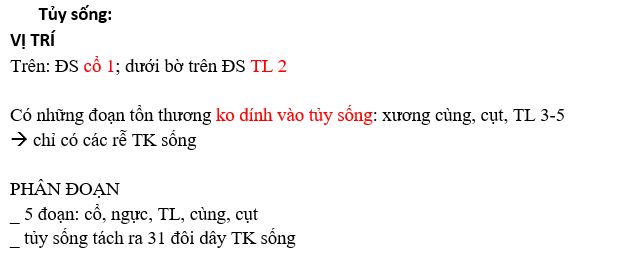 Tủy sống:
VỊ TRÍ
Trên: ĐS cổ 1; dưới bờ trên ĐS TL 2
Có những đoạn tổn thương ko dính vào tủy sống: xương cùng, cụt, TL 3-5
→ chỉ có các rễ TK sống
PHÂN ĐOẠN
_ 5 đoạn: cổ, ngực, TL, cùng, cụt
_ tủy sống tách ra 31 đôi dây TK sống